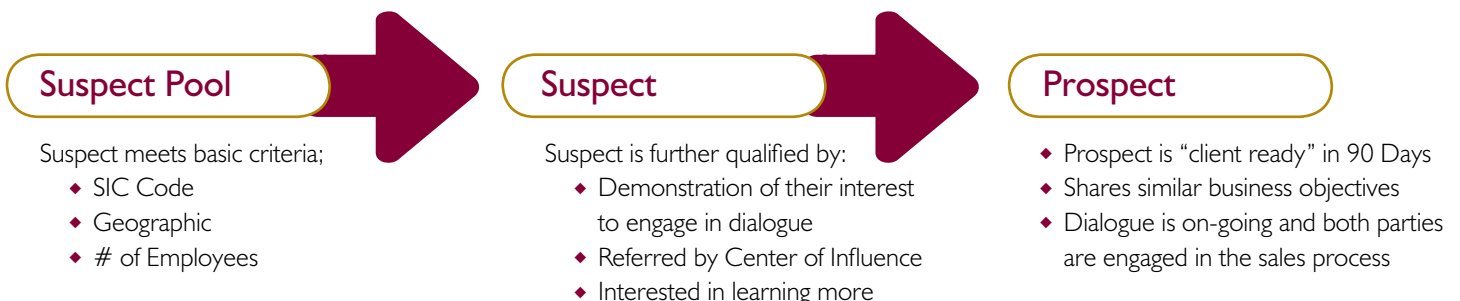 Suspect Pool
Suspect meets basic criteria;
◆ SIC Code
◆ Geographic
◆ # of Employees
Suspect
Suspect is further qualified by:
◆ Demonstration of their interest
to engage in dialogue
◆ Referred by Center of Influence
◆ Interested in learning more
Prospect
◆ Prospect is “client ready” in 90 Days
◆ Shares similar business objectives
◆ Dialogue is on-going and both parties
are engaged in the sales process